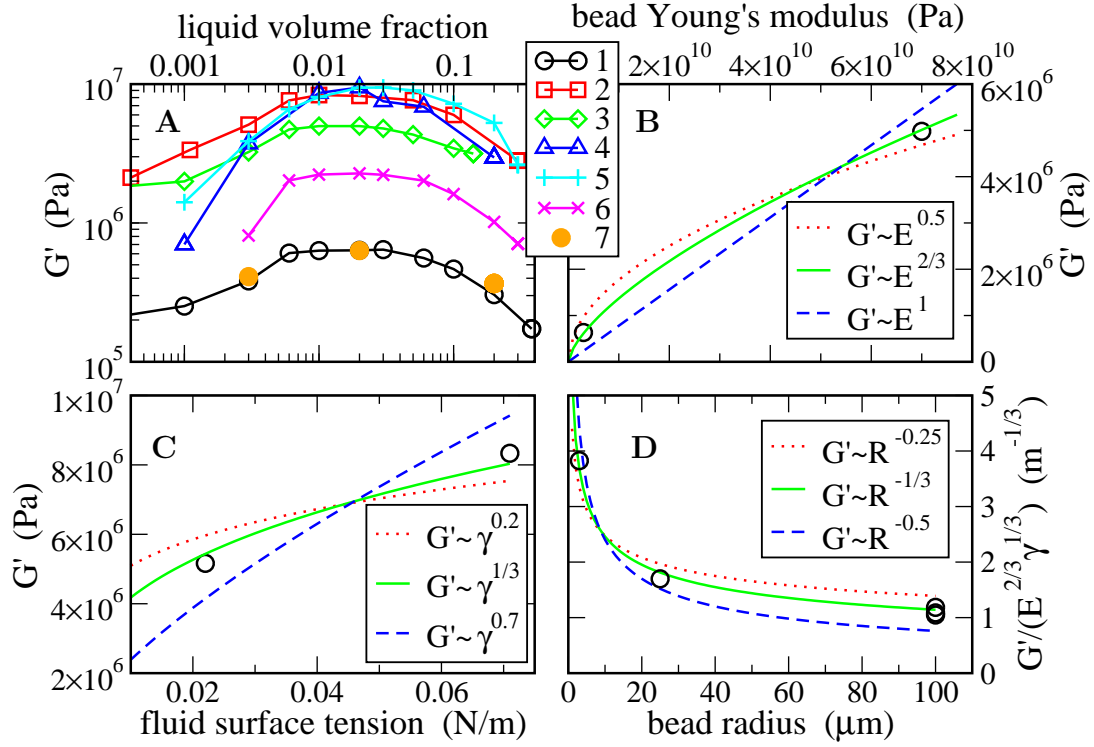 liquid volume fraction
bead Young's modulus (Pa)
0.001 0.01 0.1
2×10^10 4×10^10 6×10^10 8×10^10
1
2
3
4
5
6
7
A
10^7
10^6
10^5
G' (Pa)
B
6×10^6
4×10^6
2×10^6
0
G' (Pa)
G'~E^0.5
G'~E^2/3
G'~E^1
C
1×10^7
8×10^6
6×10^6
4×10^6
2×10^6
G' (Pa)
G'~γ^0.2
G'~γ^1/3
G'~γ^0.7
0.02 0.04 0.06
fluid surface tension (N/m)
D
5
4
3
2
1
0
G'/(E^2/3 γ^1/3) (m^-1/3)
G'~R^-0.25
G'~R^-1/3
G'~R^-0.5
0 20 40 60 80 100
bead radius (μm)